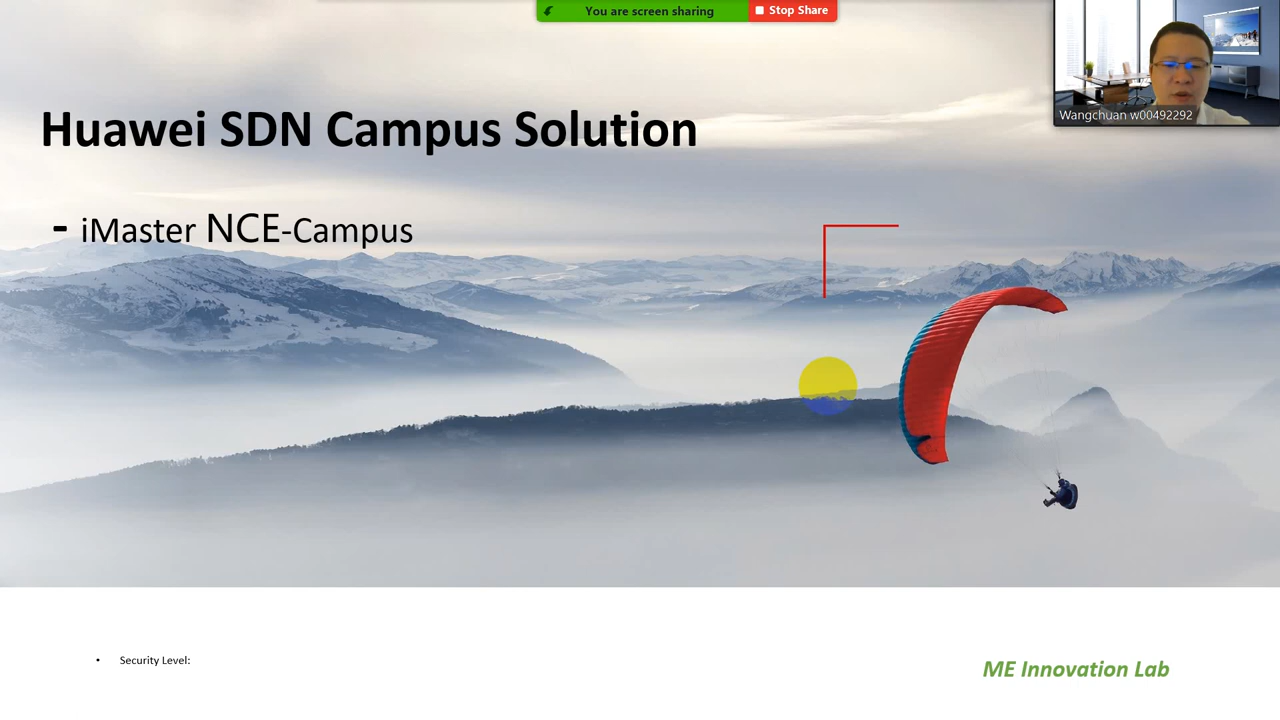 You are screen sharing
Stop Share
Wangchuan w00492292
Huawei SDN Campus Solution
- iMaster NCE-Campus
• Security Level:
ME Innovation Lab